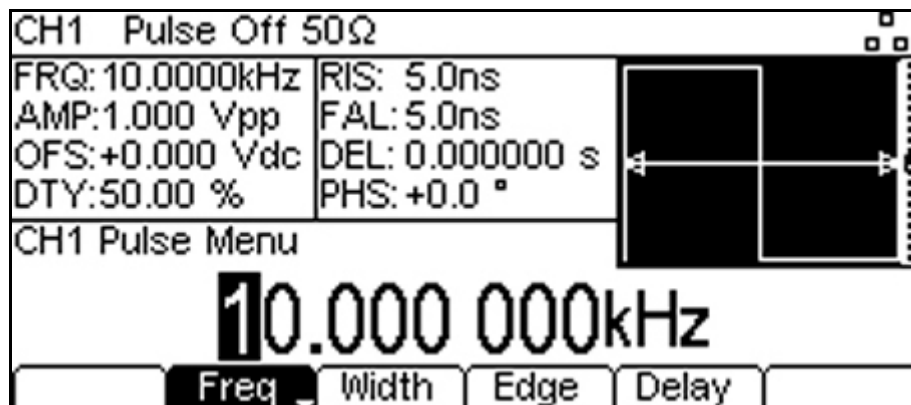 CH1 Pulse Off 50Ω
FRQ:10.0000kHz
AMP:1.000 Vpp
OFS:+0.000 Vdc
DTY:50.00 %
RIS: 5.0ns
FAL:5.0ns
DEL: 0.000000 s
PHS:+0.0 °
CH1 Pulse Menu
10.000 000kHz
Freq Width Edge Delay